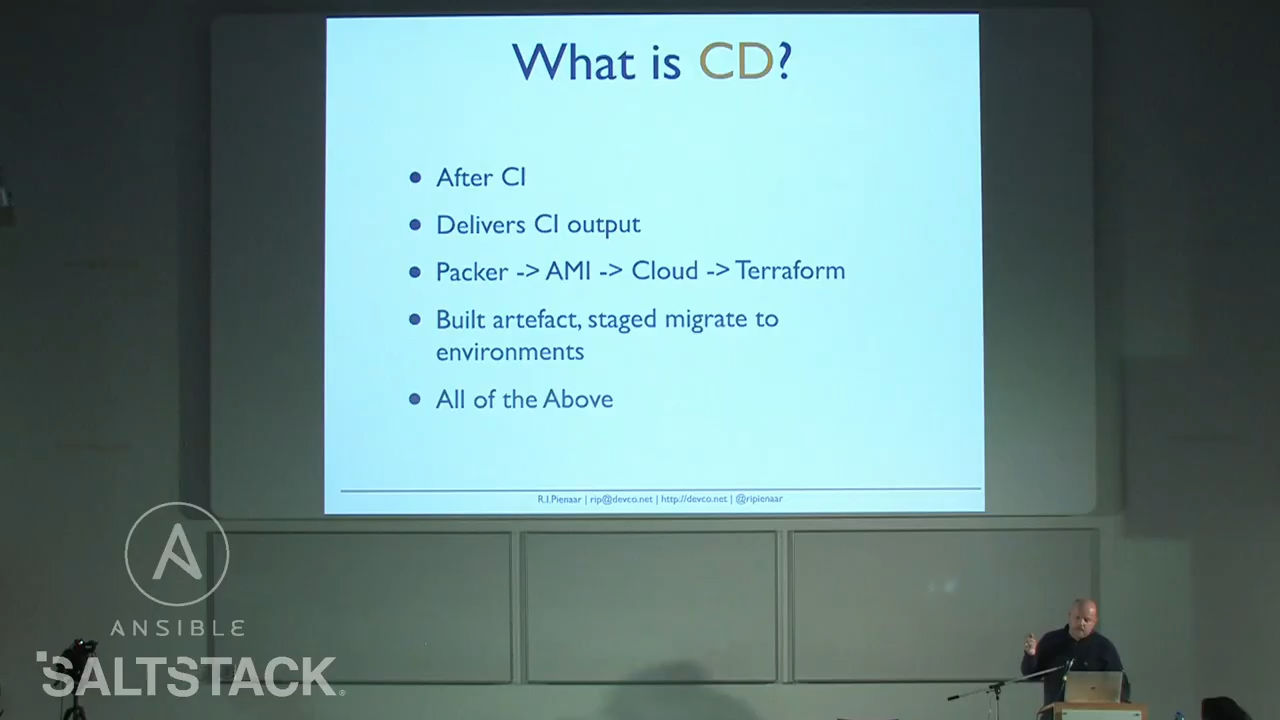 What is CD?
After CI
Delivers CI output
Packer -> AMI -> Cloud -> Terraform
Built artefact, staged migrate to
environments
All of the Above
R.I.Pienaar | rip@devco.net | http://devco.net | @ripienaar
A
ANSIBLE
SALTSTACK